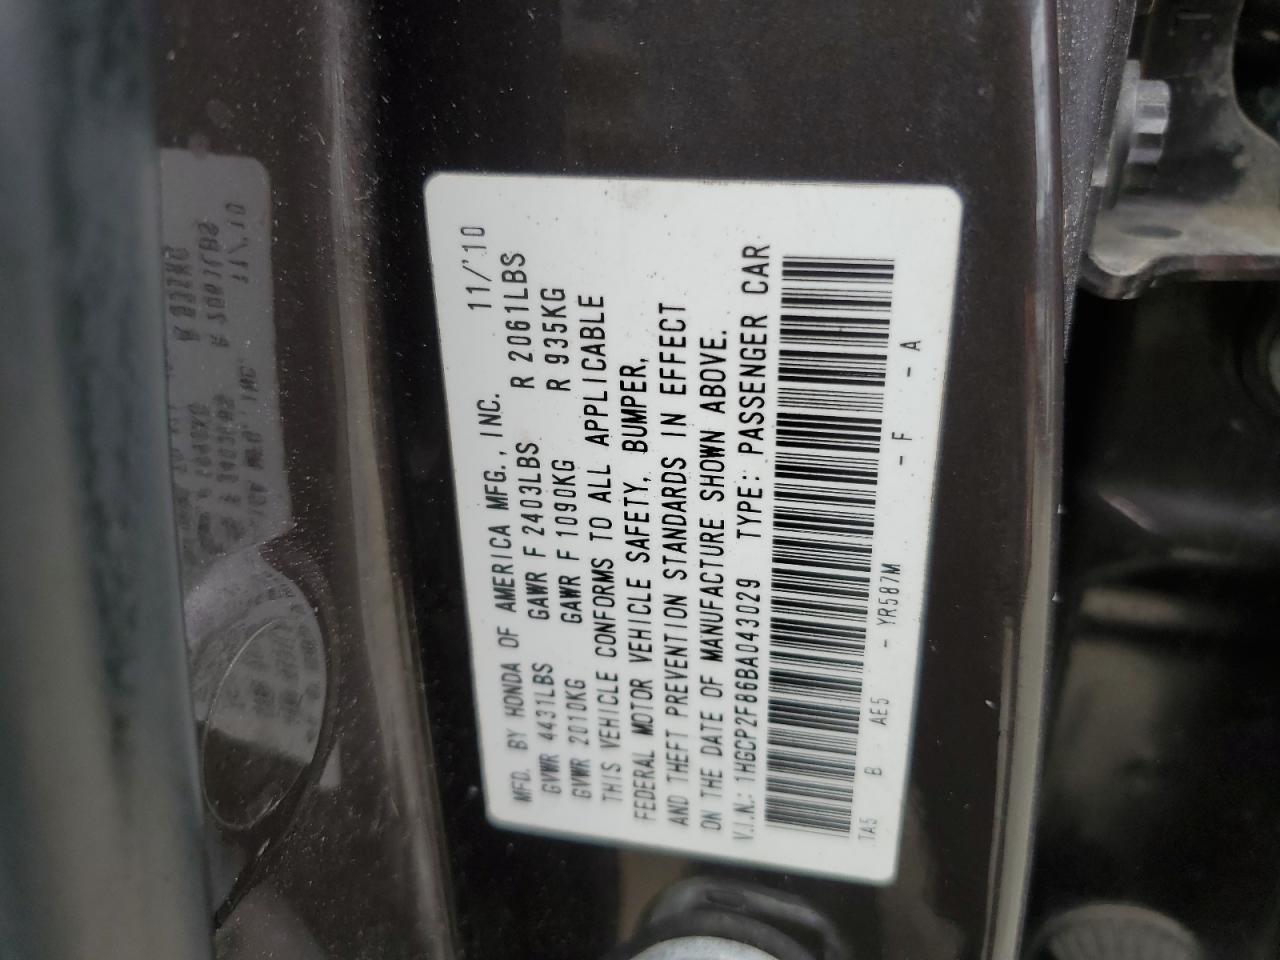 MFD. BY HONDA OF AMERICA MFG., INC. 11/'10
GVWR 4431LBS GAWR F 2403LBS R 2061LBS
GVWR 2010KG GAWR F 1090KG R 935KG
THIS VEHICLE CONFORMS TO ALL APPLICABLE
FEDERAL MOTOR VEHICLE SAFETY, BUMPER,
AND THEFT PREVENTION STANDARDS IN EFFECT
ON THE DATE OF MANUFACTURE SHOWN ABOVE.
V.I.N.: 1HGCP2F86BA043029 TYPE: PASSENGER CAR
TA5 B AE5 - YR587M - F - A